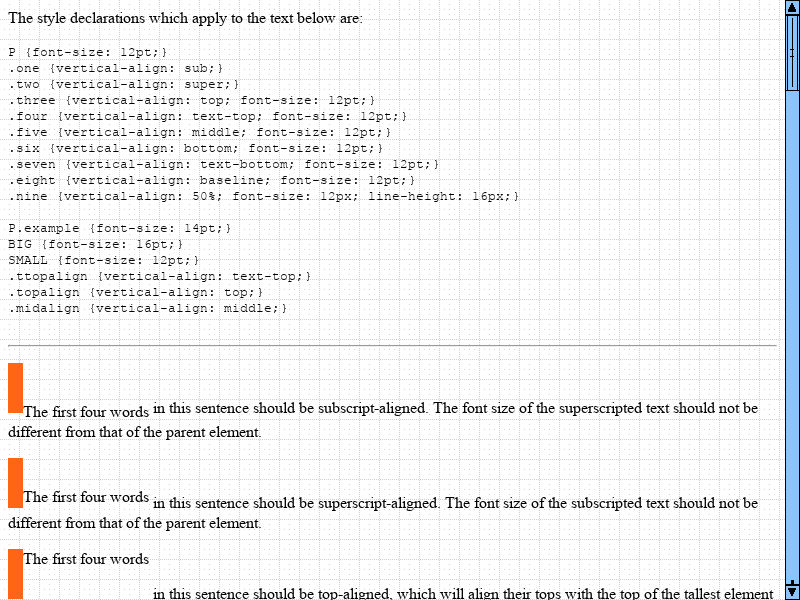 The style declarations which apply to the text below are:
P {font-size: 12pt;}
.one {vertical-align: sub;}
.two {vertical-align: super;}
.three {vertical-align: top; font-size: 12pt;}
.four {vertical-align: text-top; font-size: 12pt;}
.five {vertical-align: middle; font-size: 12pt;}
.six {vertical-align: bottom; font-size: 12pt;}
.seven {vertical-align: text-bottom; font-size: 12pt;}
.eight {vertical-align: baseline; font-size: 12pt;}
.nine {vertical-align: 50%; font-size: 12px; line-height: 16px;}
P.example {font-size: 14pt;}
BIG {font-size: 16pt;}
SMALL {font-size: 12pt;}
.ttopalign {vertical-align: text-top;}
.topalign {vertical-align: top;}
.midalign {vertical-align: middle;}
The first four words in this sentence should be subscript-aligned. The font size of the superscripted text should not be
different from that of the parent element.
The first four words in this sentence should be superscript-aligned. The font size of the subscripted text should not be
different from that of the parent element.
The first four words
in this sentence should be top-aligned, which will align their tops with the top of the tallest element